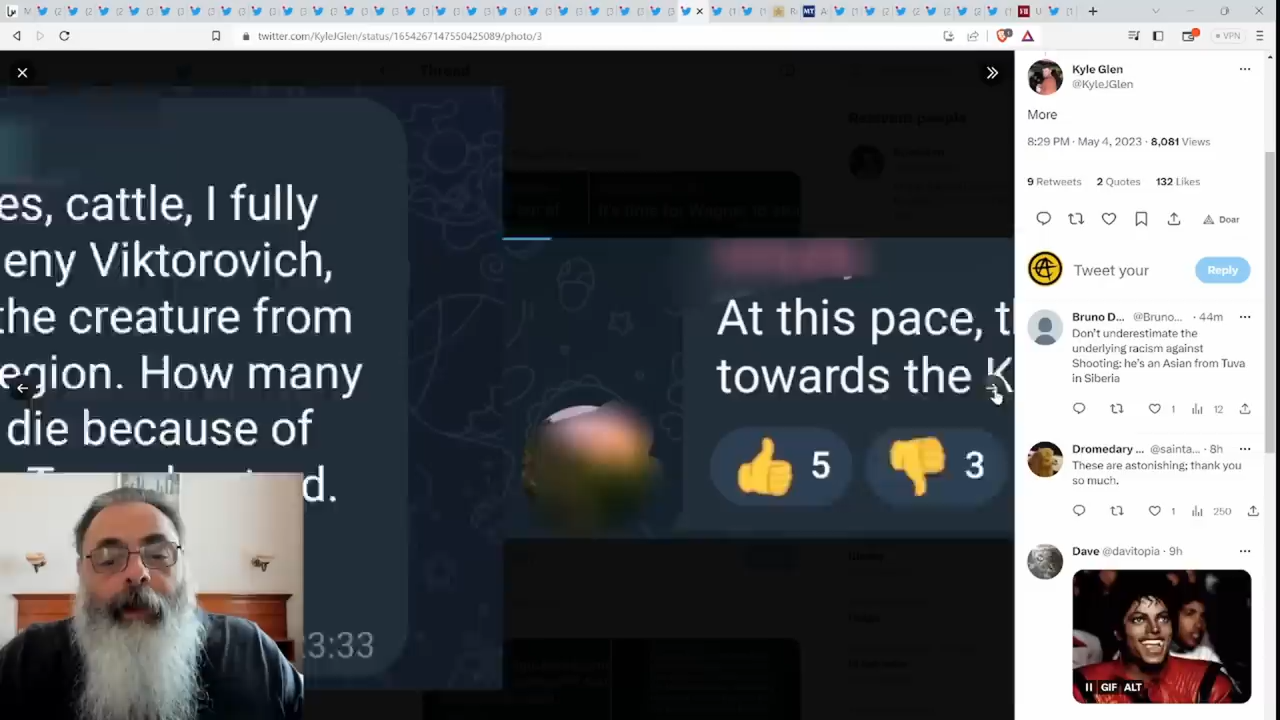 twitter.com/KyleJGlen/status/1654267147550425089/photo/3
VPN
Thread
Kyle Glen
@KyleJGlen
More
8:29 PM · May 4, 2023 · 8,081 Views
9 Retweets 2 Quotes 132 Likes
Doar
Tweet your
Reply
Bruno D... @Bruno... · 44m
Don't underestimate the
underlying racism against
Shooting: he's an Asian from Tuva
in Siberia
1 12
Dromedary ... @sainta... · 8h
These are astonishing; thank you
so much.
1 250
Dave @davitopia · 9h
GIF ALT
es, cattle, I fully
eny Viktorovich,
the creature from
egion. How many
die because of
d.
3:33
At this pace, t
towards the K
5 3